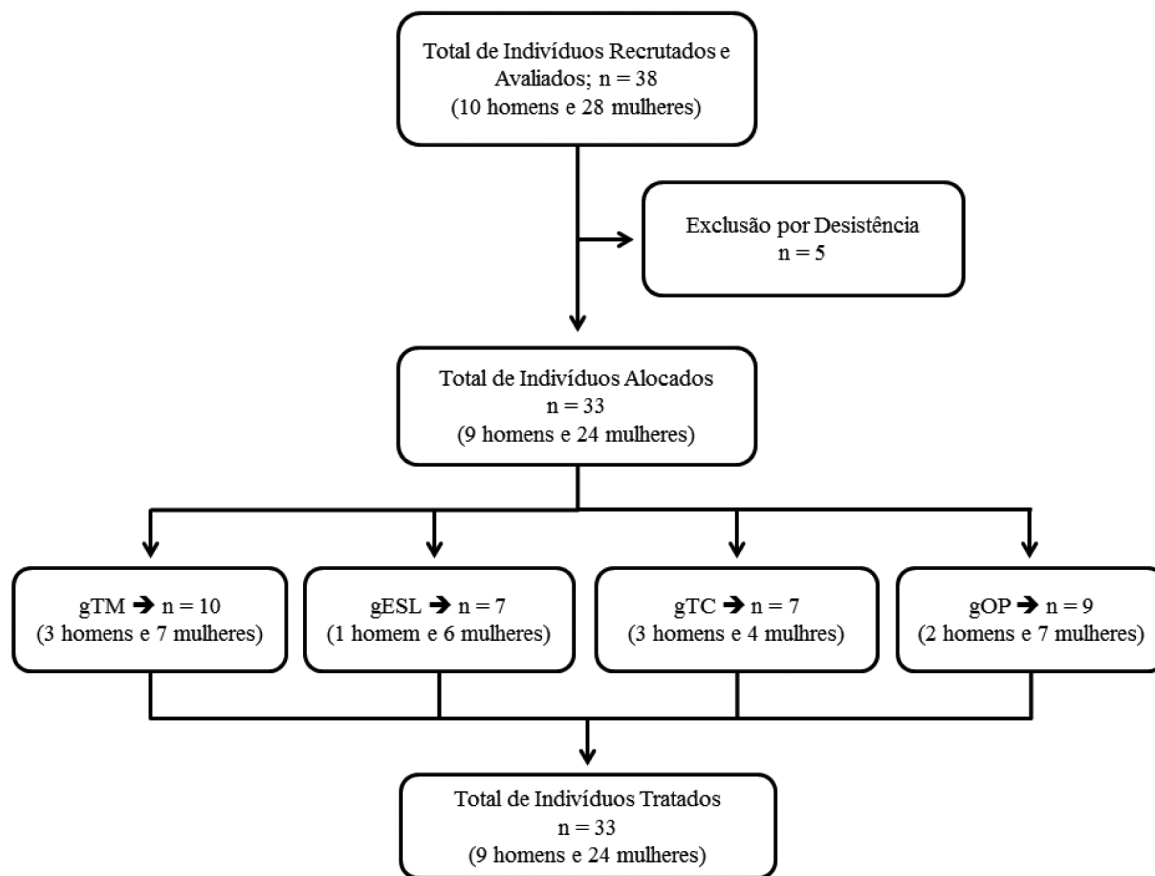 Total de Indivíduos Recrutados e
Avaliados; n = 38
(10 homens e 28 mulheres)
Exclusão por Desistência
n = 5
Total de Indivíduos Alocados
n = 33
(9 homens e 24 mulheres)
gTM ➔ n = 10
(3 homens e 7 mulheres)
gESL ➔ n = 7
(1 homem e 6 mulheres)
gTC ➔ n = 7
(3 homens e 4 mulhres)
gOP ➔ n = 9
(2 homens e 7 mulheres)
Total de Indivíduos Tratados
n = 33
(9 homens e 24 mulheres)